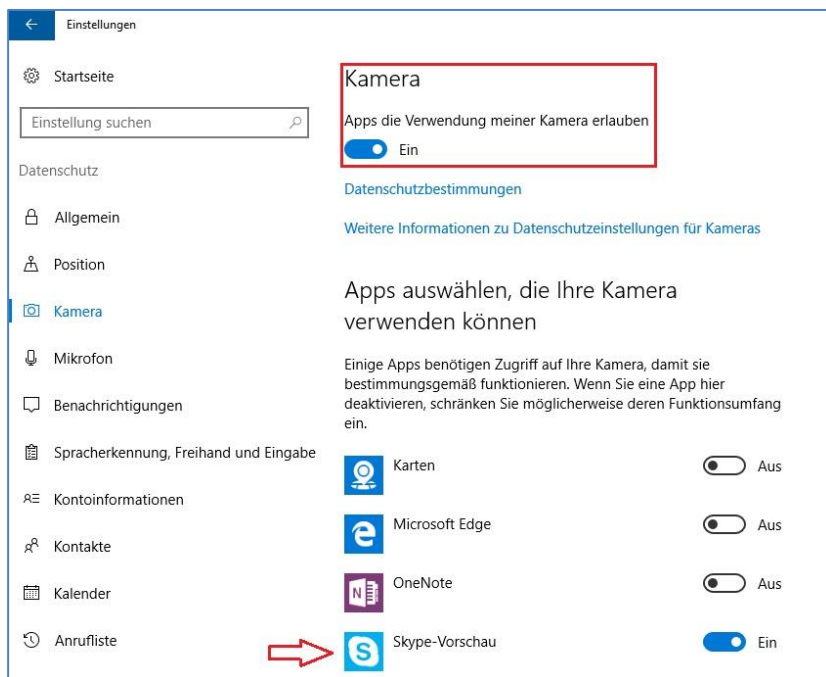 Einstellungen
Startseite
Einstellung suchen
Datenschutz
Allgemein
Position
Kamera
Mikrofon
Benachrichtigungen
Spracherkennung, Freihand und Eingabe
Kontoinformationen
Kontakte
Kalender
Anrufliste
Kamera
Apps die Verwendung meiner Kamera erlauben
Ein
Datenschutzbestimmungen
Weitere Informationen zu Datenschutzeinstellungen für Kameras
Apps auswählen, die Ihre Kamera
verwenden können
Einige Apps benötigen Zugriff auf Ihre Kamera, damit sie
bestimmungsgemäß funktionieren. Wenn Sie eine App hier
deaktivieren, schränken Sie möglicherweise deren Funktionsumfang
ein.
Karten Aus
Microsoft Edge Aus
OneNote Aus
Skype-Vorschau Ein